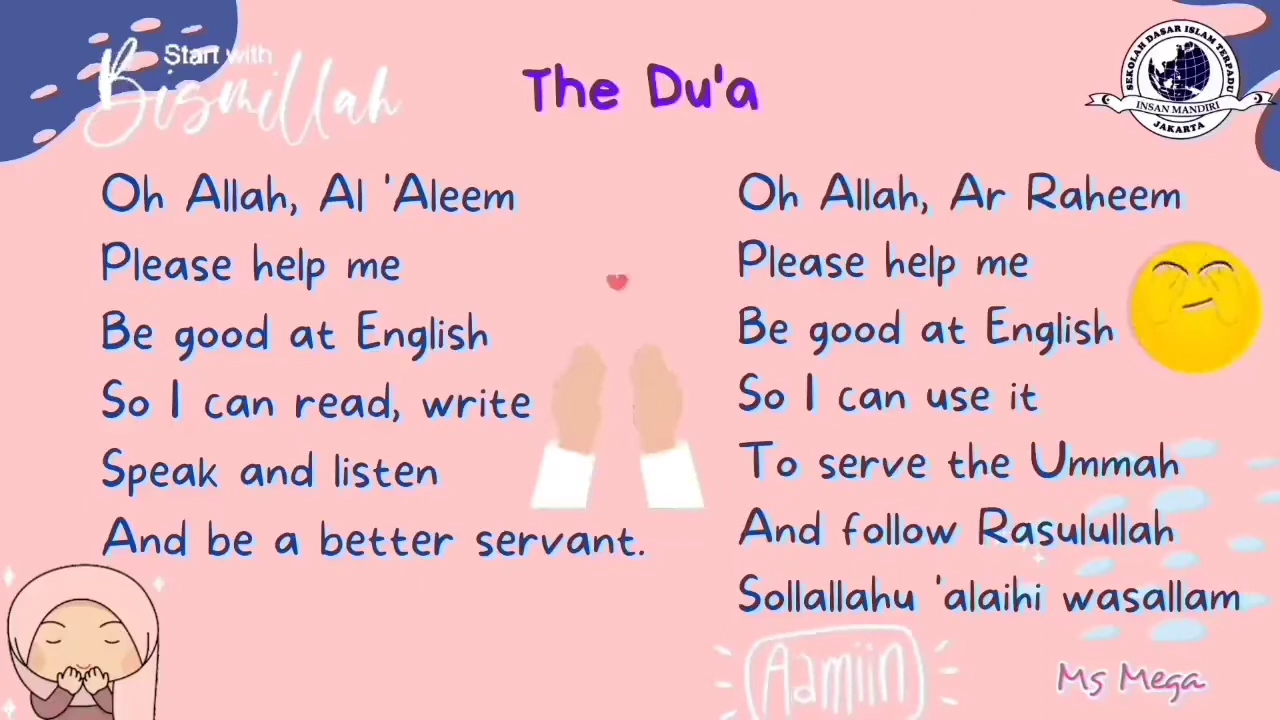 Start with
Bismillah
The Du'a
SEKOLAH DASAR ISLAM TERPADU
INSAN MANDIRI
JAKARTA
Oh Allah, Al 'Aleem
Please help me
Be good at English
So I can read, write
Speak and listen
And be a better servant.
Oh Allah, Ar Raheem
Please help me
Be good at English
So I can use it
To serve the Ummah
And follow Rasulullah
Sollallahu 'alaihi wasallam
Aamiin
Ms Mega